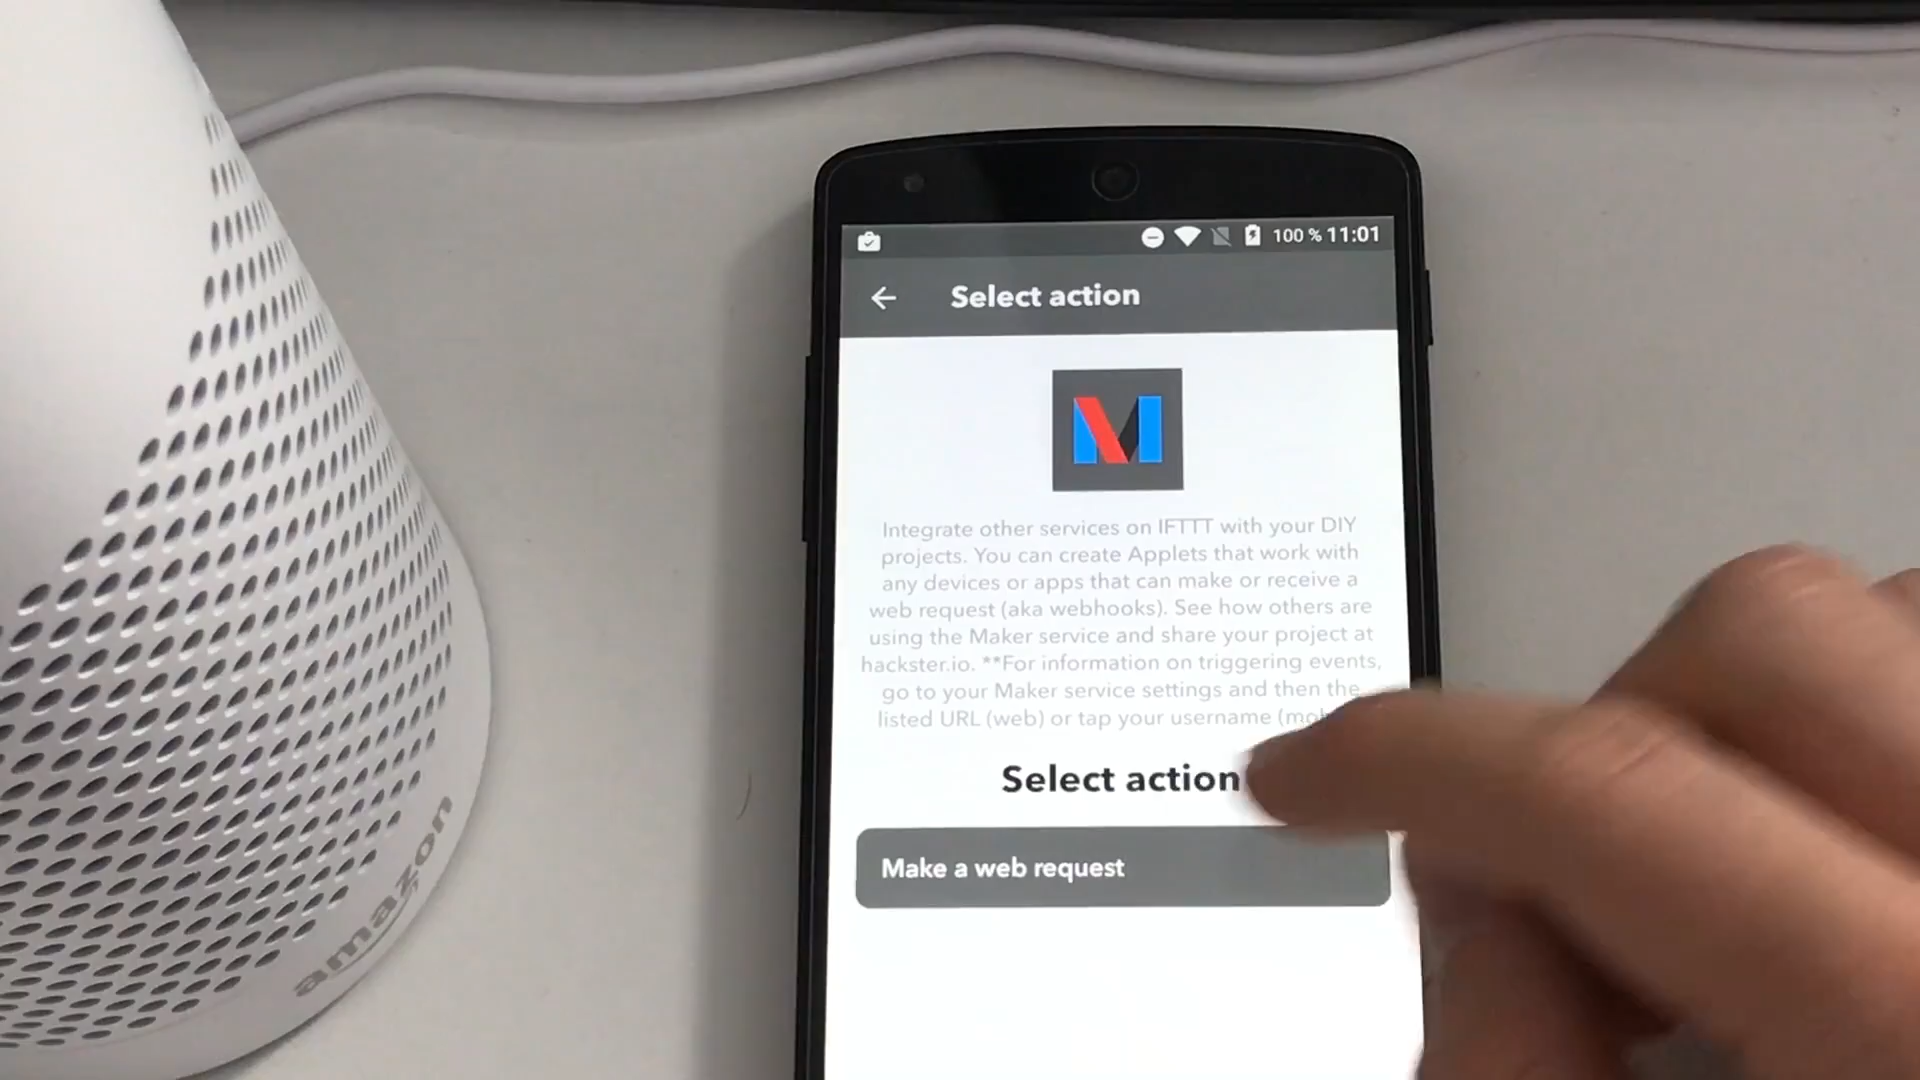 100 % 11:01
Select action
Integrate other services on IFTTT with your DIY
projects. You can create Applets that work with
any devices or apps that can make or receive a
web request (aka webhooks). See how others are
using the Maker service and share your project at
hackster.io. **For information on triggering events,
go to your Maker service settings and then the
listed URL (web) or tap your username
Select action
Make a web request
amazon